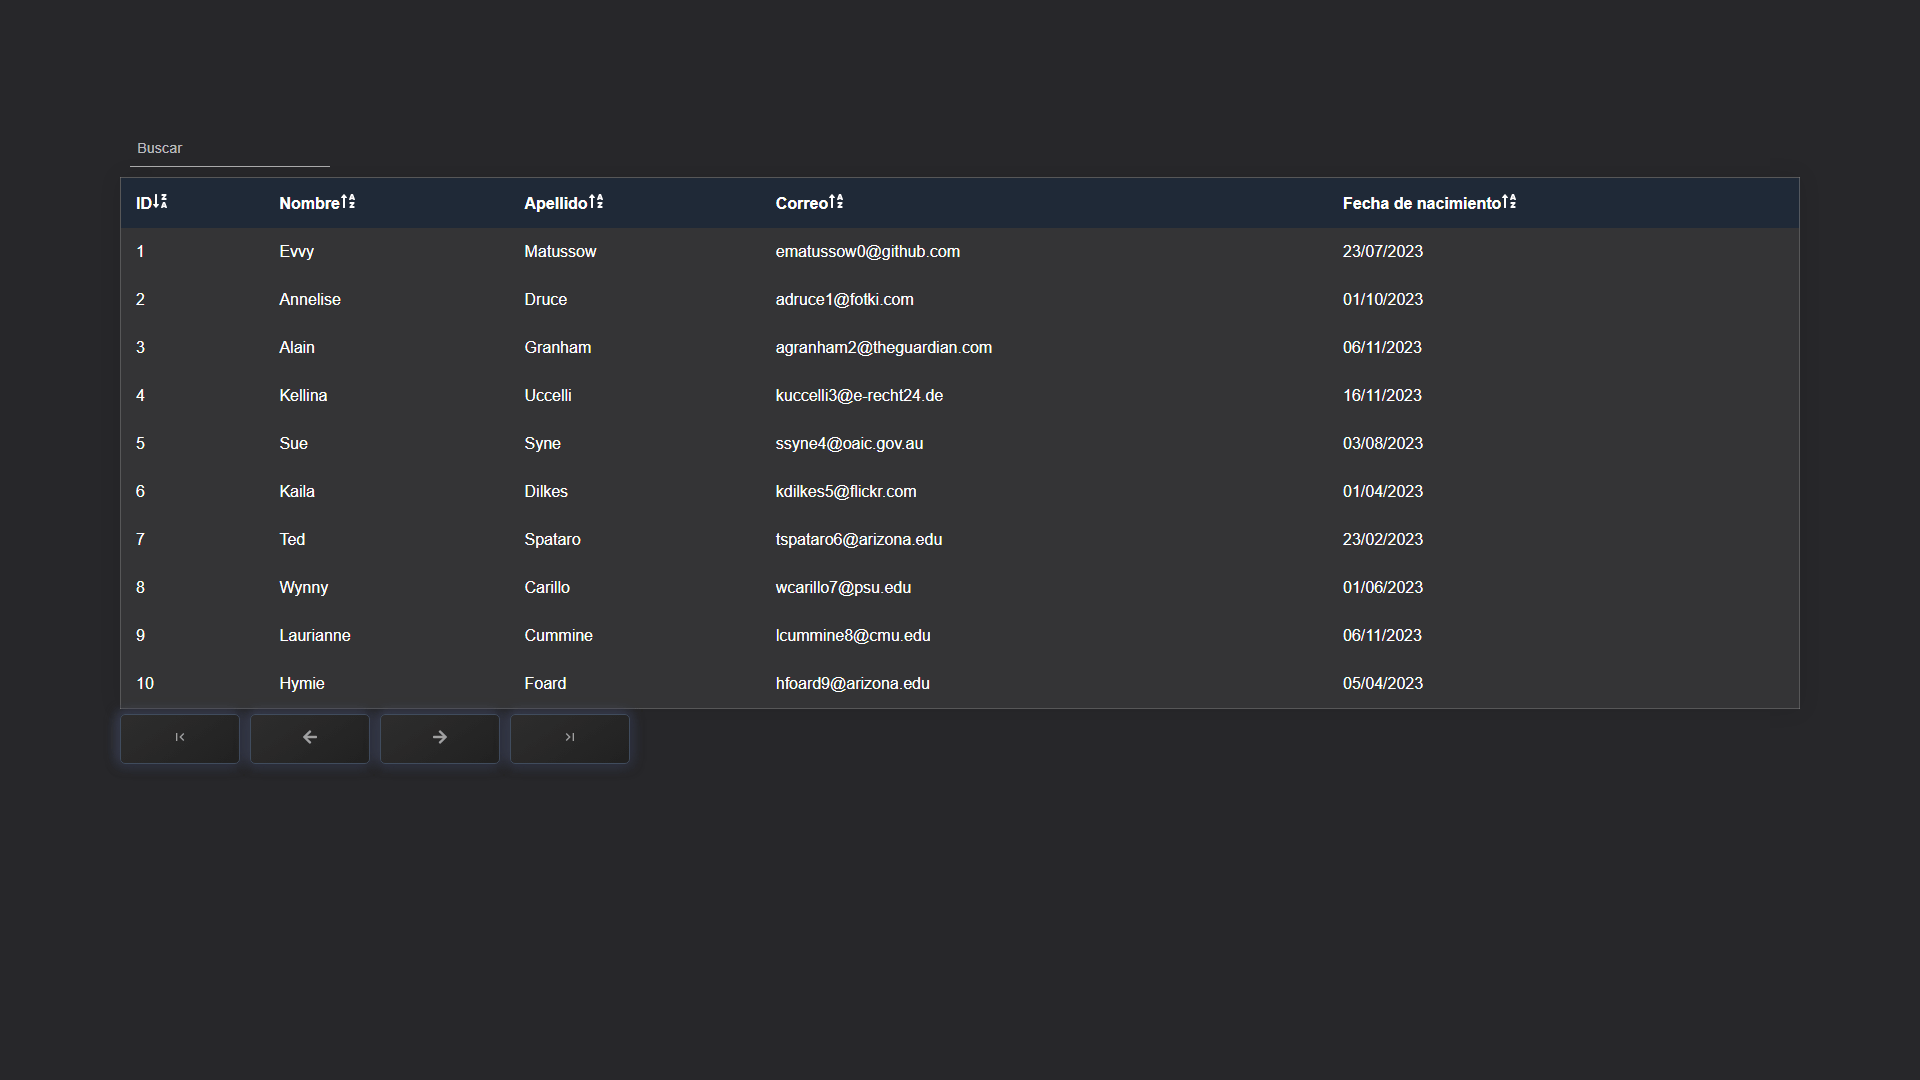 Buscar
ID Nombre Apellido Correo Fecha de nacimiento
1 Evvy Matussow ematussow0@github.com 23/07/2023
2 Annelise Druce adruce1@fotki.com 01/10/2023
3 Alain Granham agranham2@theguardian.com 06/11/2023
4 Kellina Uccelli kuccelli3@e-recht24.de 16/11/2023
5 Sue Syne ssyne4@oaic.gov.au 03/08/2023
6 Kaila Dilkes kdilkes5@flickr.com 01/04/2023
7 Ted Spataro tspataro6@arizona.edu 23/02/2023
8 Wynny Carillo wcarillo7@psu.edu 01/06/2023
9 Laurianne Cummine lcummine8@cmu.edu 06/11/2023
10 Hymie Foard hfoard9@arizona.edu 05/04/2023